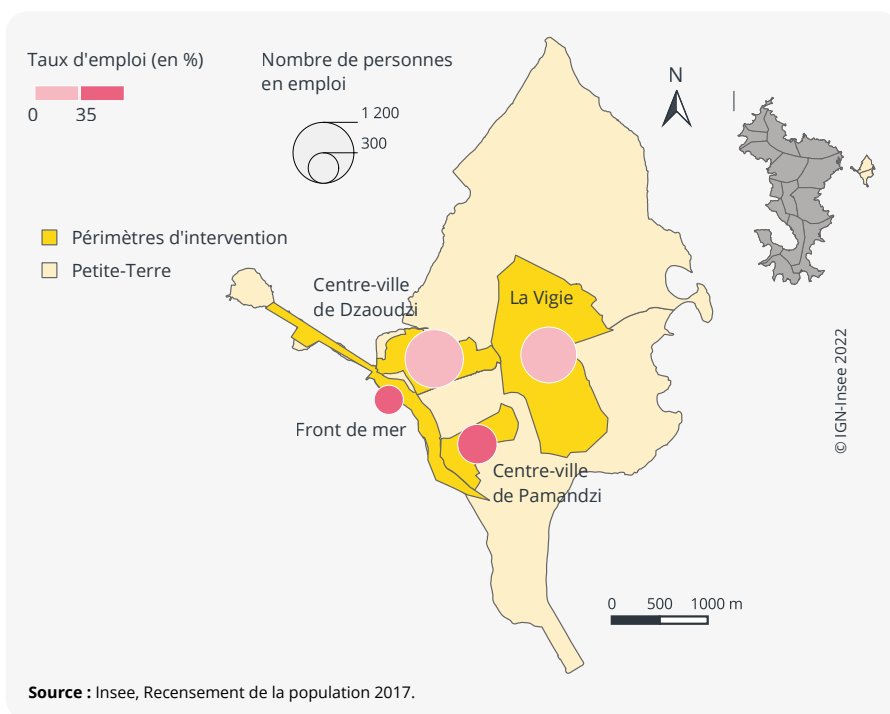 Taux d'emploi (en %)
0 35
Nombre de personnes
en emploi
1 200
300
N
Périmètres d'intervention
Petite-Terre
Centre-ville
de Dzaoudzi
La Vigie
Front de mer
Centre-ville
de Pamandzi
© IGN-Insee 2022
0 500 1000 m
Source : Insee, Recensement de la population 2017.